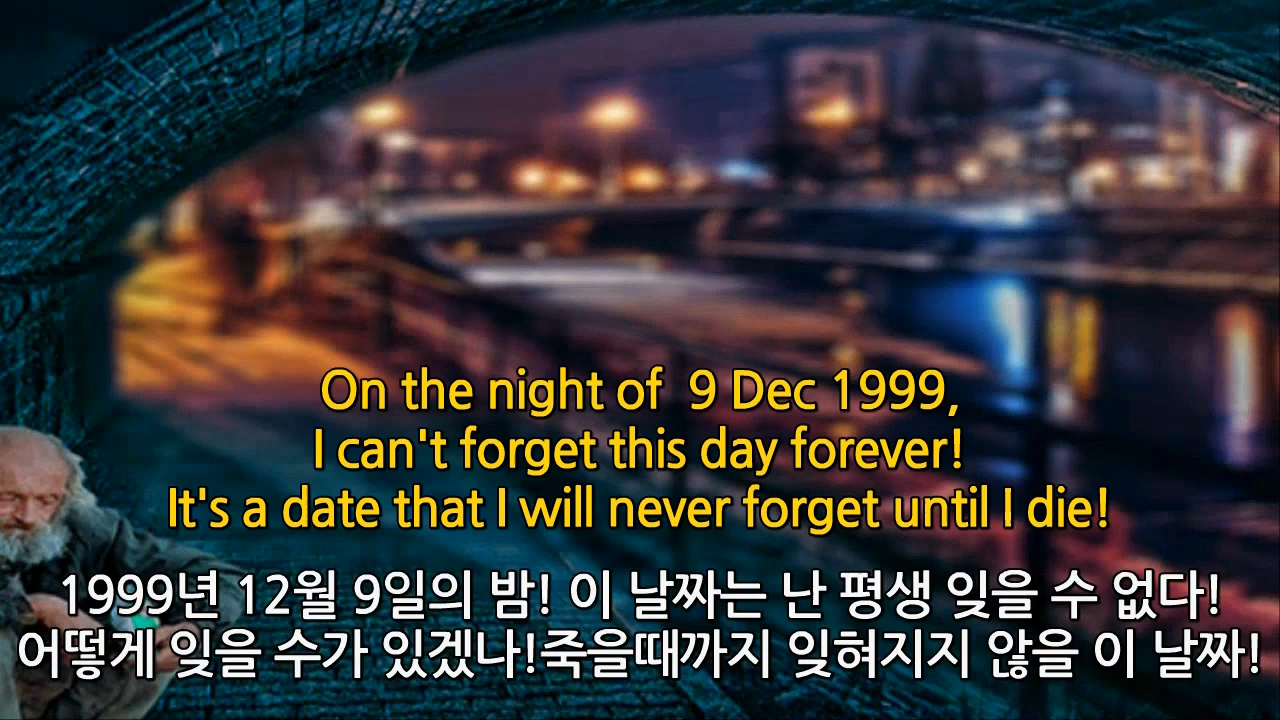 On the night of  9 Dec 1999,
I can't forget this day forever!
It's a date that I will never forget until I die!
1999년 12월 9일의 밤! 이 날짜는 난 평생 잊을 수 없다!
어떻게 잊을 수가 있겠나!죽을때까지 잊혀지지 않을 이 날짜!